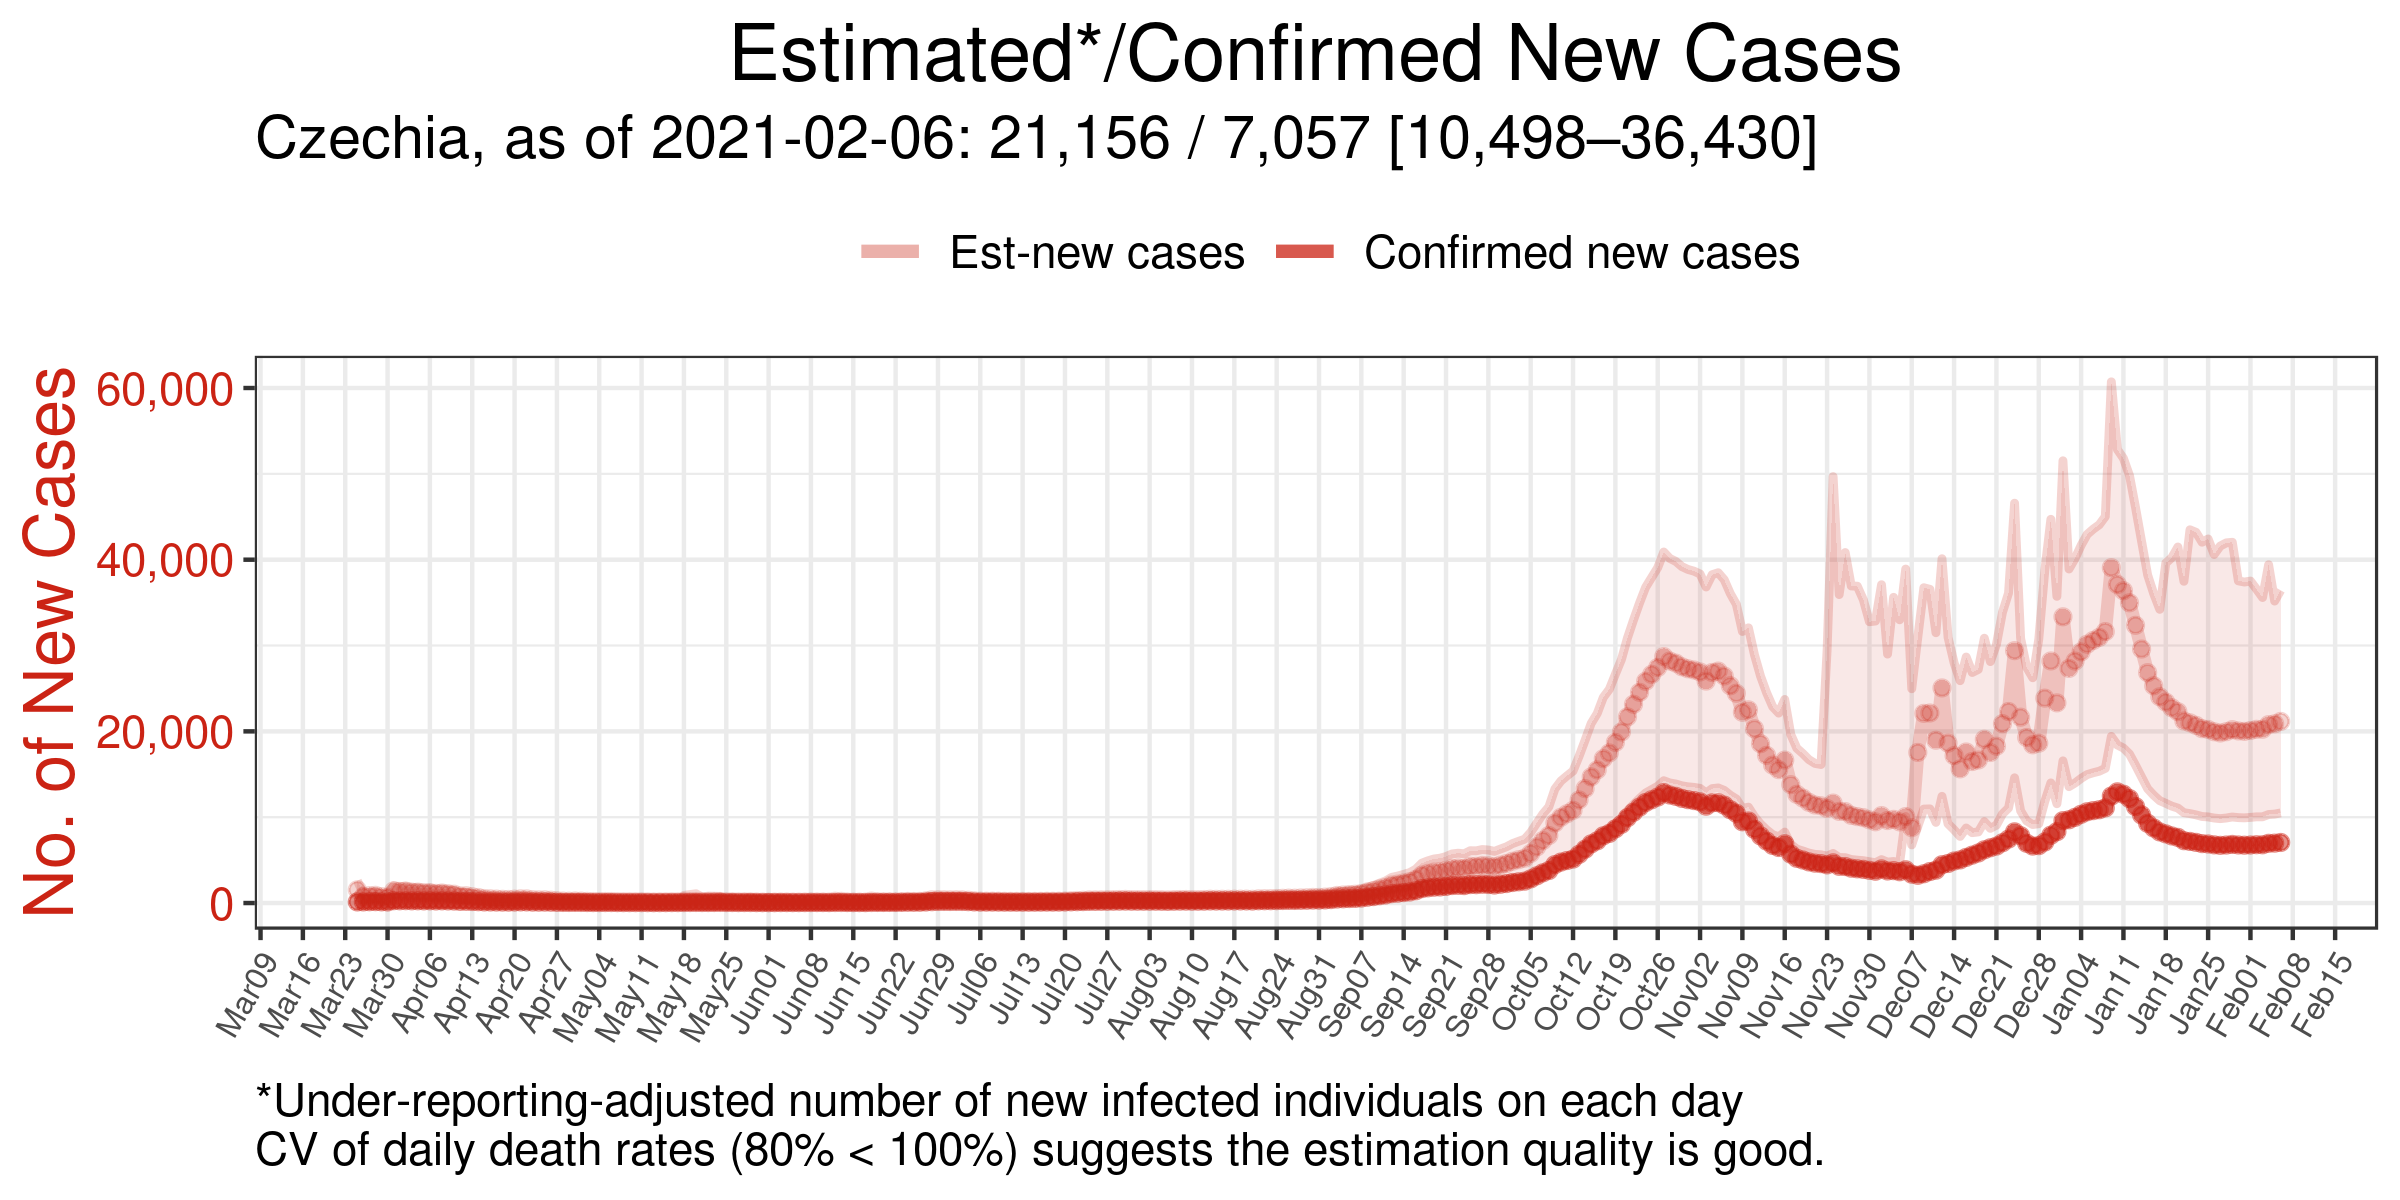 Estimated*/Confirmed New Cases
Czechia, as of 2021-02-06: 21,156 / 7,057 [10,498–36,430]
Est-new cases Confirmed new cases
No. of New Cases
60,000
40,000
20,000
0
Mar09 Mar16 Mar23 Mar30 Apr06 Apr13 Apr20 Apr27 May04 May11 May18 May25 Jun01 Jun08 Jun15 Jun22 Jun29 Jul06 Jul13 Jul20 Jul27 Aug03 Aug10 Aug17 Aug24 Aug31 Sep07 Sep14 Sep21 Sep28 Oct05 Oct12 Oct19 Oct26 Nov02 Nov09 Nov16 Nov23 Nov30 Dec07 Dec14 Dec21 Dec28 Jan04 Jan11 Jan18 Jan25 Feb01 Feb08 Feb15
*Under-reporting-adjusted number of new infected individuals on each day
CV of daily death rates (80% < 100%) suggests the estimation quality is good.